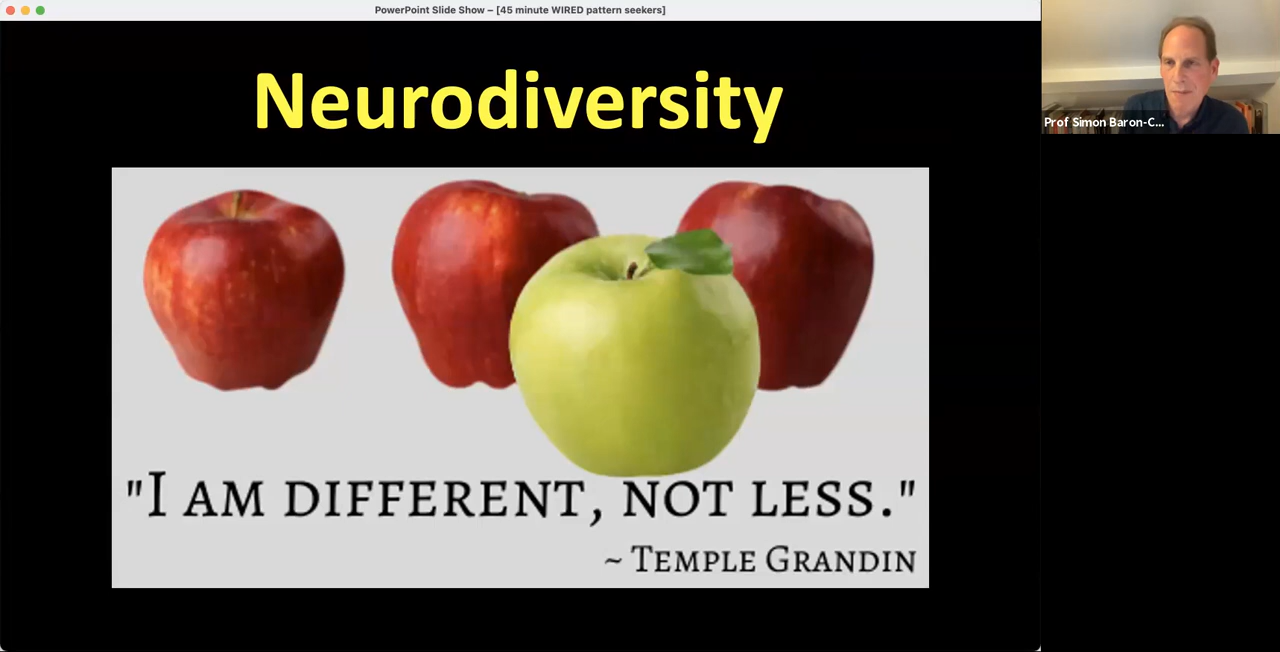 PowerPoint Slide Show – [45 minute WIRED pattern seekers]
Neurodiversity
"I AM DIFFERENT, NOT LESS."
~ TEMPLE GRANDIN
Prof Simon Baron-C...